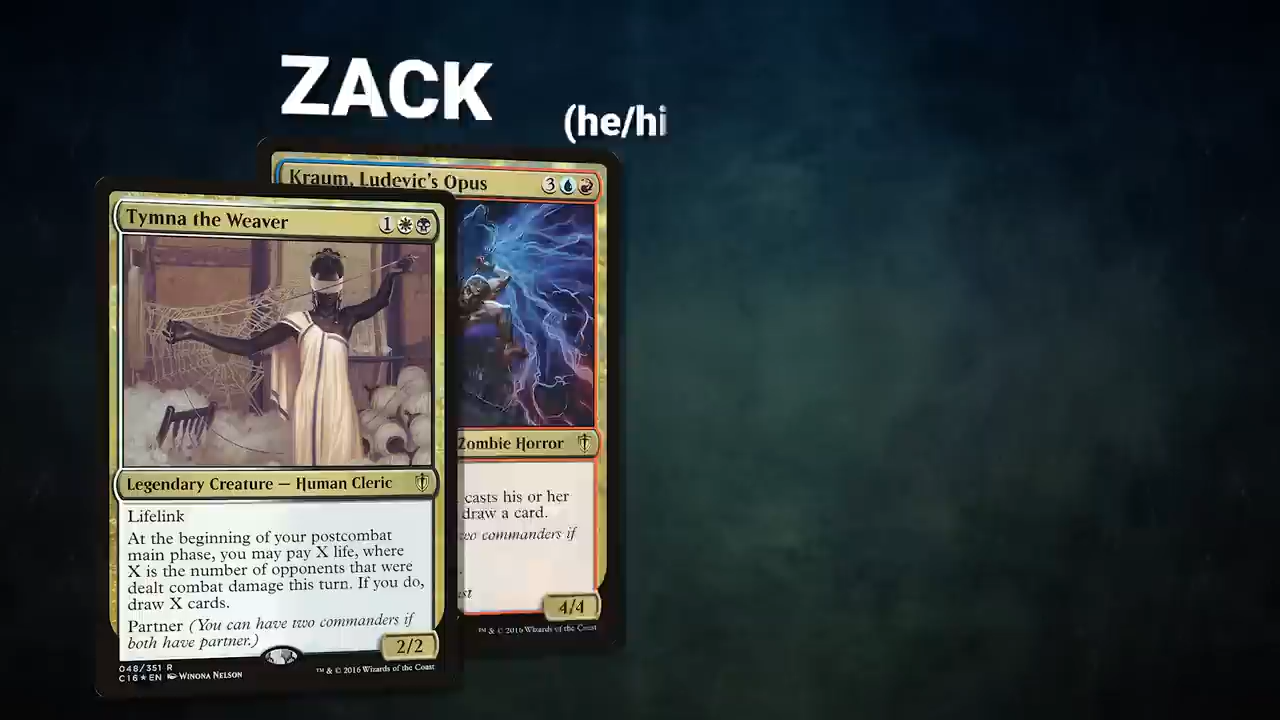 ZACK
(he/hi
Kraum, Ludevic's Opus 3
Tymna the Weaver 1
Zombie Horror
Legendary Creature — Human Cleric
casts his or her
draw a card.
two commanders if
4/4
™ & © 2016 Wizards of the Coast
Lifelink
At the beginning of your postcombat
main phase, you may pay X life, where
X is the number of opponents that were
dealt combat damage this turn. If you do,
draw X cards.
Partner (You can have two commanders if
both have partner.)
2/2
048/351 R
C16★EN Winona Nelson
™ & © 2016 Wizards of the Coast